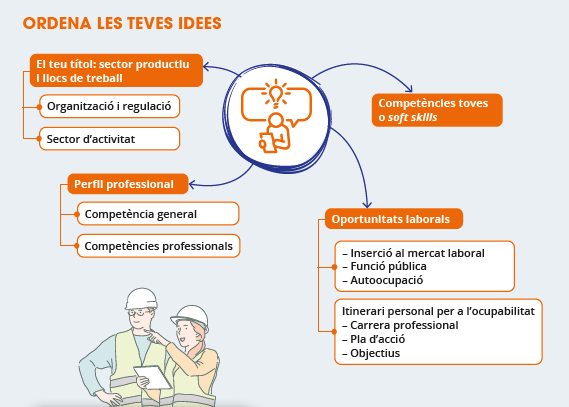 ORDENA LES TEVES IDEES
El teu títol: sector productiu
i llocs de treball
Organització i regulació
Sector d’activitat
Competències toves
o soft skills
Perfil professional
Competència general
Competències professionals
Oportunitats laborals
– Inserció al mercat laboral
– Funció pública
– Autoocupació
Itinerari personal per a l’ocupabilitat
– Carrera professional
– Pla d’acció
– Objectius